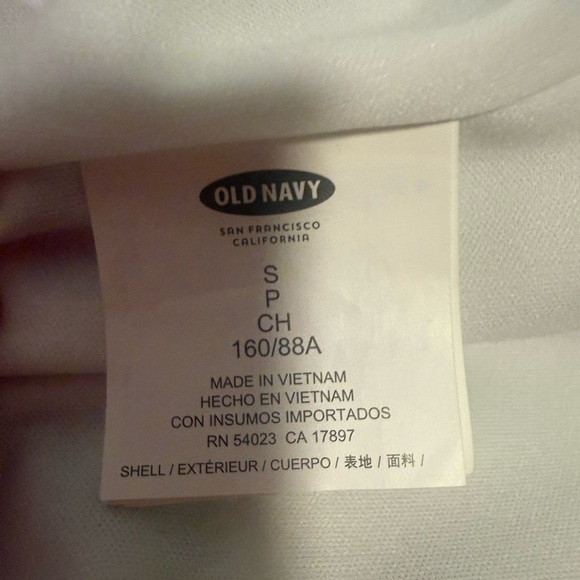 OLD NAVY
SAN FRANCISCO
CALIFORNIA
S
P
CH
160/88A
MADE IN VIETNAM
HECHO EN VIETNAM
CON INSUMOS IMPORTADOS
RN 54023 CA 17897
SHELL / EXTÉRIEUR / CUERPO / 表地 / 面料 /